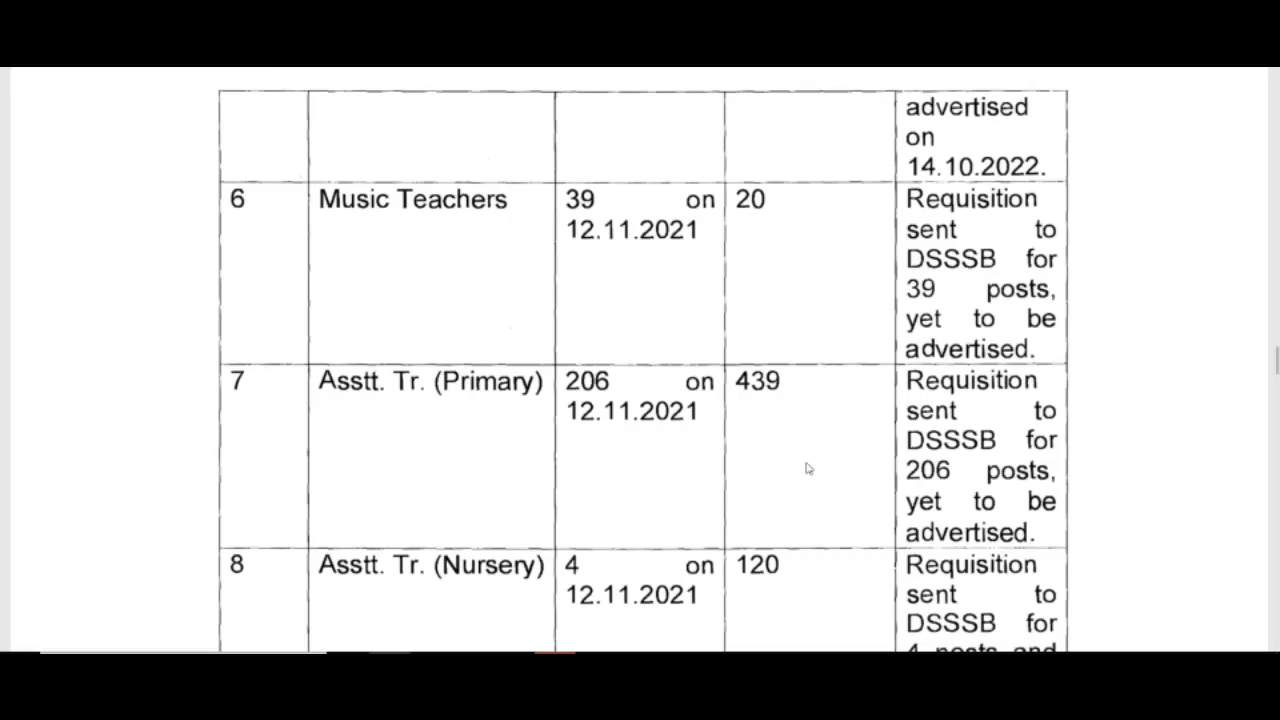 advertised
on
14.10.2022.
6 Music Teachers 39 on 20 Requisition
12.11.2021 sent to
DSSSB for
39 posts,
yet to be
advertised.
7 Asstt. Tr. (Primary) 206 on 439 Requisition
12.11.2021 sent to
DSSSB for
206 posts,
yet to be
advertised.
8 Asstt. Tr. (Nursery) 4 on 120 Requisition
12.11.2021 sent to
DSSSB for
4 posts and